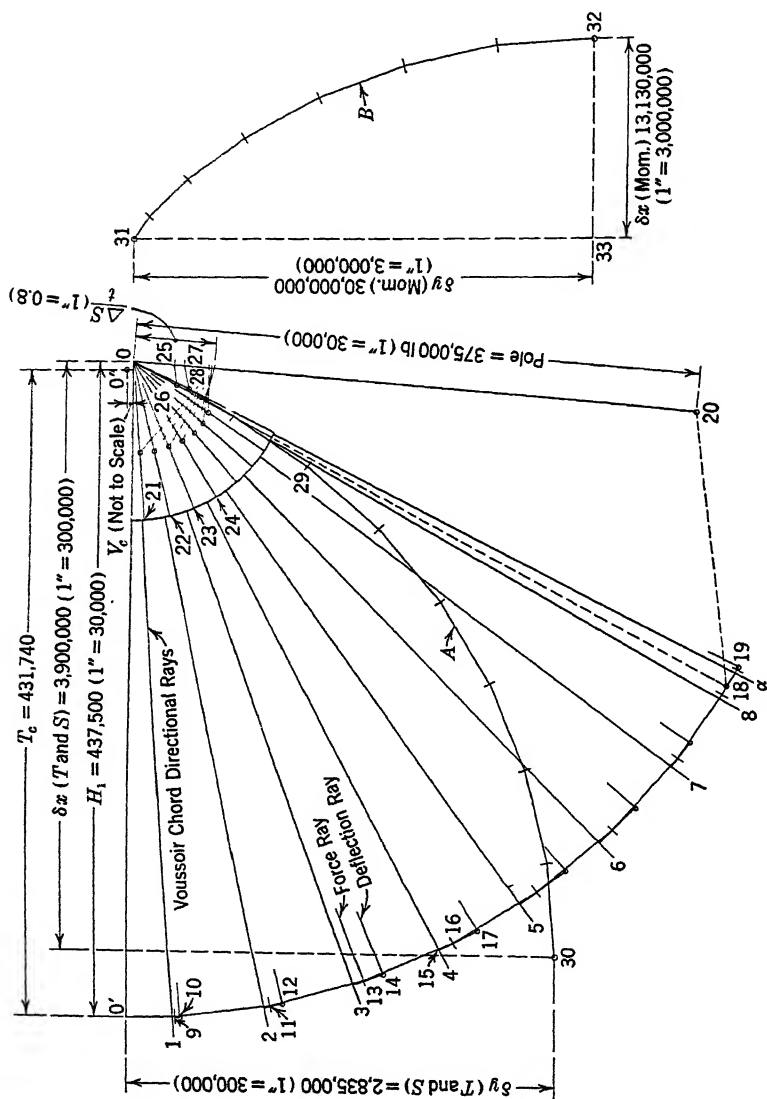 T_c = 431,740
δx (T and S) = 3,900,000 (1″ = 300,000)
H_1 = 437,500 (1″ = 30,000)
0′
0″
0
V_c (Not to Scale)
ΔS/t (1″ = 0.8)
Voussoir Chord Directional Rays
Force Ray
Deflection Ray
Pole = 375,000 lb (1″ = 30,000)
δy (T and S) = 2,835,000 (1″ = 300,000)
1
2
3
4
5
6
7
8
9
10
11
12
13
14
15
16
17
18
19
α
20
21
22
23
24
25
26
27
28
29
30
A
31
32
33
B
δy (Mom.) 30,000,000
(1″ = 3,000,000)
δx (Mom.) 13,130,000
(1″ = 3,000,000)